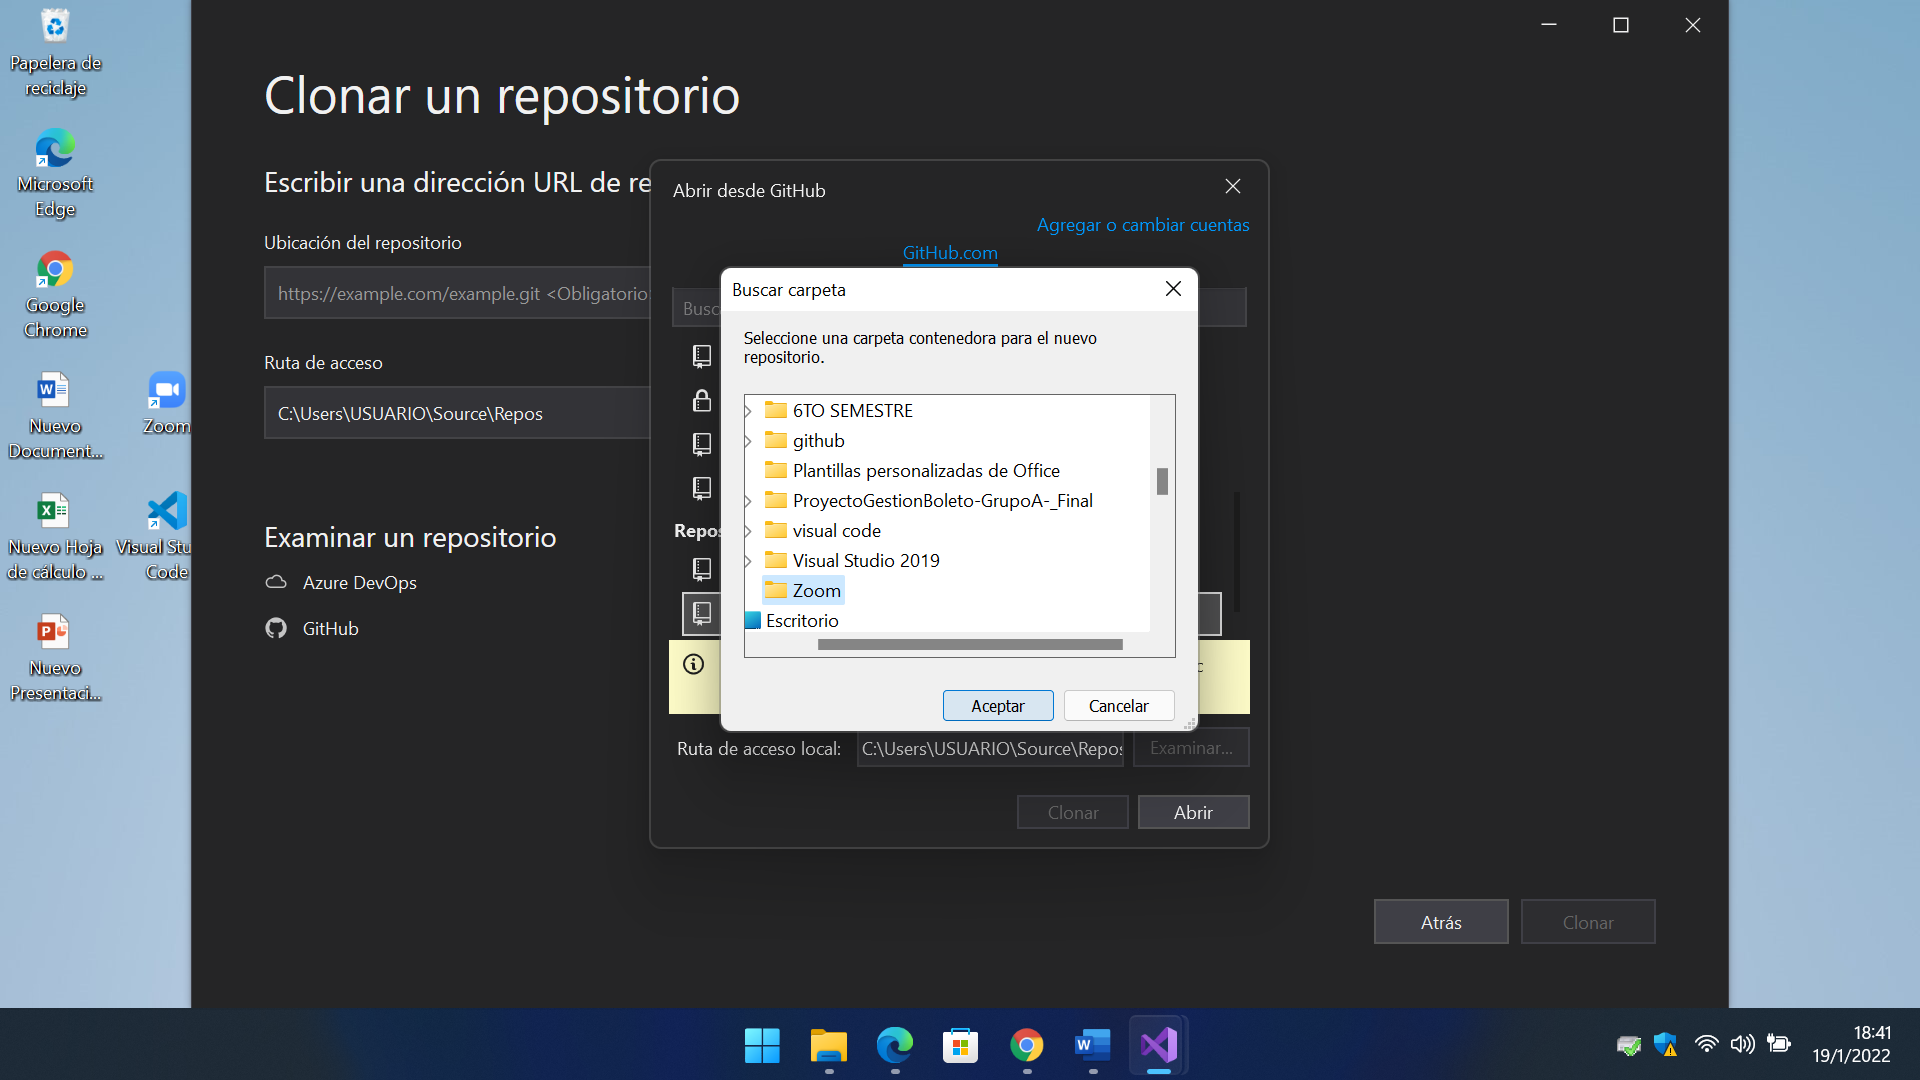 Papelera de
reciclaje
Microsoft
Edge
Google
Chrome
Nuevo
Document...
Zoom
Nuevo Hoja
de cálculo ...
Visual Stu
Code
Nuevo
Presentaci...
Clonar un repositorio
Escribir una dirección URL de re
Ubicación del repositorio
https://example.com/example.git <Obligatorio
Ruta de acceso
C:\Users\USUARIO\Source\Repos
Examinar un repositorio
Azure DevOps
GitHub
Abrir desde GitHub
Agregar o cambiar cuentas
GitHub.com
Busc
Repos
Buscar carpeta
Seleccione una carpeta contenedora para el nuevo
repositorio.
6TO SEMESTRE
github
Plantillas personalizadas de Office
ProyectoGestionBoleto-GrupoA-_Final
visual code
Visual Studio 2019
Zoom
Escritorio
Aceptar
Cancelar
Ruta de acceso local:
C:\Users\USUARIO\Source\Repos
Examinar...
Clonar
Abrir
Atrás
Clonar
18:41
19/1/2022